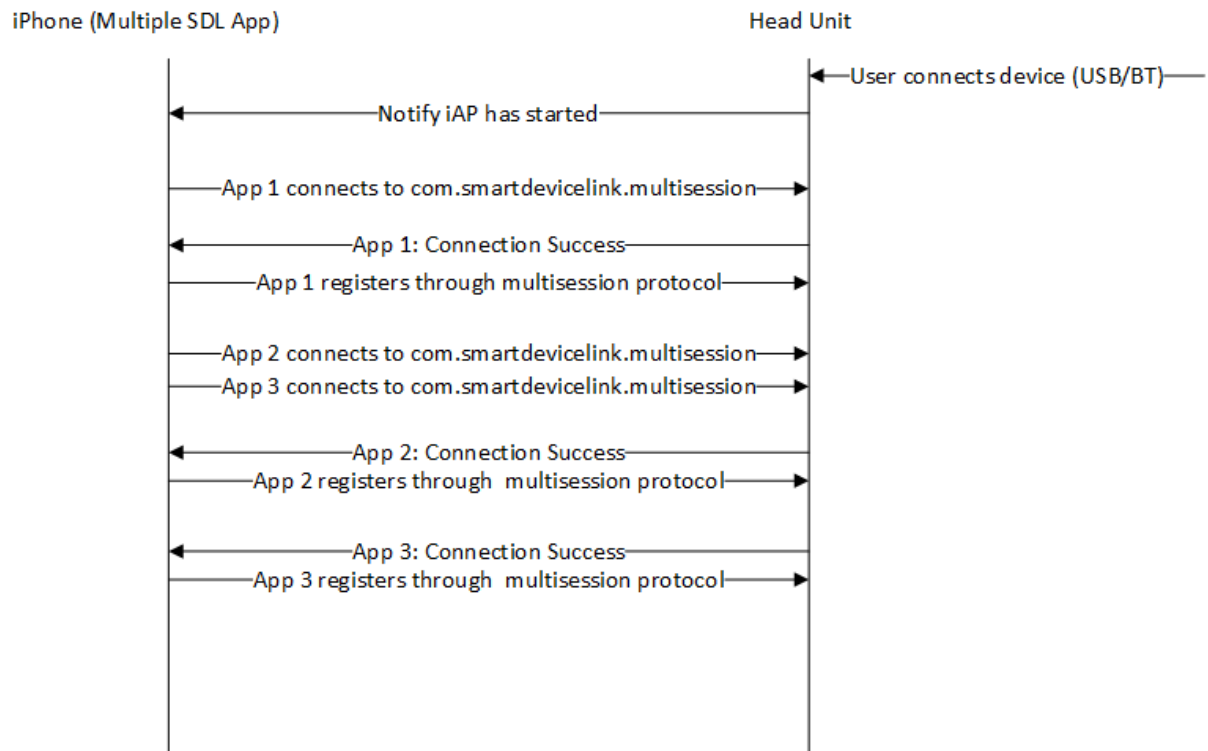 iPhone (Multiple SDL App)
Head Unit
User connects device (USB/BT)
Notify iAP has started
App 1 connects to com.smartdevicelink.multisession
App 1: Connection Success
App 1 registers through multisession protocol
App 2 connects to com.smartdevicelink.multisession
App 3 connects to com.smartdevicelink.multisession
App 2: Connection Success
App 2 registers through multisession protocol
App 3: Connection Success
App 3 registers through multisession protocol